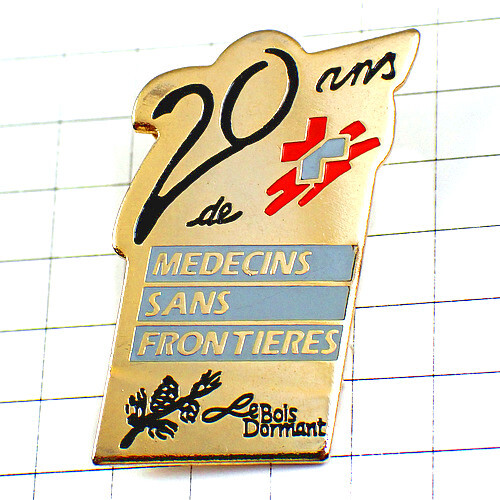 20 ans
de
MEDECINS
SANS
FRONTIERES
Le Bois
Dormant